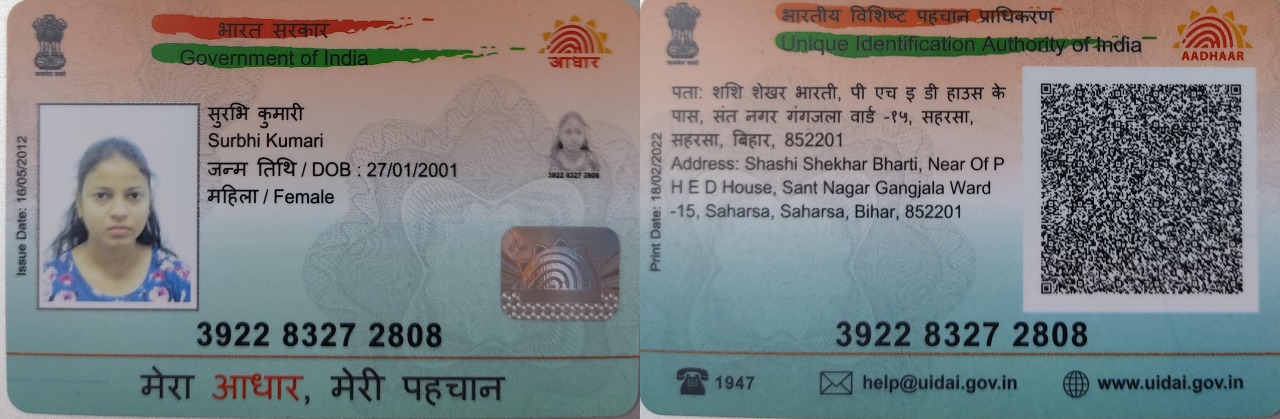 भारत सरकार
Government of India
आधार
Issue Date: 16/05/2012
सुरभि कुमारी
Surbhi Kumari
जन्म तिथि / DOB : 27/01/2001
महिला / Female
3922 8327 2808
3922 8327 2808
मेरा आधार, मेरी पहचान
भारतीय विशिष्ट पहचान प्राधिकरण
Unique Identification Authority of India
AADHAAR
Print Date: 18/02/2022
पता: शशि शेखर भारती, पी एच इ डी हाउस के
पास, संत नगर गंगजला वार्ड -१५, सहरसा,
सहरसा, बिहार, 852201
Address: Shashi Shekhar Bharti, Near Of P
H E D House, Sant Nagar Gangjala Ward
-15, Saharsa, Saharsa, Bihar, 852201
3922 8327 2808
1947
help@uidai.gov.in
www.uidai.gov.in